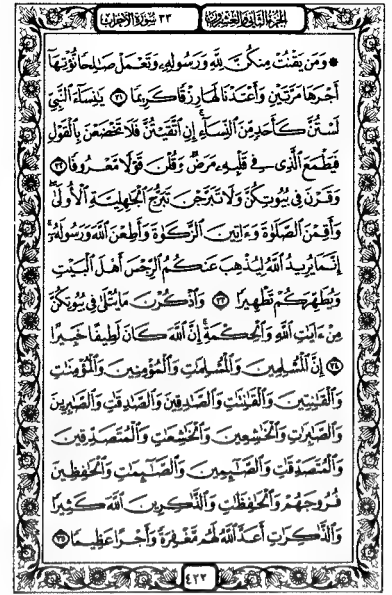 الجزء الثاني والعشرون ٣٣ سورة الأحزاب
۞ وَمَن يَقْنُتْ مِنكُنَّ لِلَّهِ وَرَسُولِهِۦ وَتَعْمَلْ صَٰلِحًا نُّؤْتِهَآ
أَجْرَهَا مَرَّتَيْنِ وَأَعْتَدْنَا لَهَا رِزْقًا كَرِيمًا ٣١ يَٰنِسَآءَ ٱلنَّبِيِّ
لَسْتُنَّ كَأَحَدٍ مِّنَ ٱلنِّسَآءِ إِنِ ٱتَّقَيْتُنَّ فَلَا تَخْضَعْنَ بِٱلْقَوْلِ
فَيَطْمَعَ ٱلَّذِى فِى قَلْبِهِۦ مَرَضٌ وَقُلْنَ قَوْلًا مَّعْرُوفًا ٣٢
وَقَرْنَ فِى بُيُوتِكُنَّ وَلَا تَبَرَّجْنَ تَبَرُّجَ ٱلْجَٰهِلِيَّةِ ٱلْأُولَىٰ
وَأَقِمْنَ ٱلصَّلَوٰةَ وَءَاتِينَ ٱلزَّكَوٰةَ وَأَطِعْنَ ٱللَّهَ وَرَسُولَهُۥٓ
إِنَّمَا يُرِيدُ ٱللَّهُ لِيُذْهِبَ عَنكُمُ ٱلرِّجْسَ أَهْلَ ٱلْبَيْتِ
وَيُطَهِّرَكُمْ تَطْهِيرًا ٣٣ وَٱذْكُرْنَ مَا يُتْلَىٰ فِى بُيُوتِكُنَّ
مِنْ ءَايَٰتِ ٱللَّهِ وَٱلْحِكْمَةِ إِنَّ ٱللَّهَ كَانَ لَطِيفًا خَبِيرًا
٣٤ إِنَّ ٱلْمُسْلِمِينَ وَٱلْمُسْلِمَٰتِ وَٱلْمُؤْمِنِينَ وَٱلْمُؤْمِنَٰتِ
وَٱلْقَٰنِتِينَ وَٱلْقَٰنِتَٰتِ وَٱلصَّٰدِقِينَ وَٱلصَّٰدِقَٰتِ وَٱلصَّٰبِرِينَ
وَٱلصَّٰبِرَٰتِ وَٱلْخَٰشِعِينَ وَٱلْخَٰشِعَٰتِ وَٱلْمُتَصَدِّقِينَ
وَٱلْمُتَصَدِّقَٰتِ وَٱلصَّٰٓئِمِينَ وَٱلصَّٰٓئِمَٰتِ وَٱلْحَٰفِظِينَ
فُرُوجَهُمْ وَٱلْحَٰفِظَٰتِ وَٱلذَّٰكِرِينَ ٱللَّهَ كَثِيرًا
وَٱلذَّٰكِرَٰتِ أَعَدَّ ٱللَّهُ لَهُم مَّغْفِرَةً وَأَجْرًا عَظِيمًا ٣٥
٤٢٢